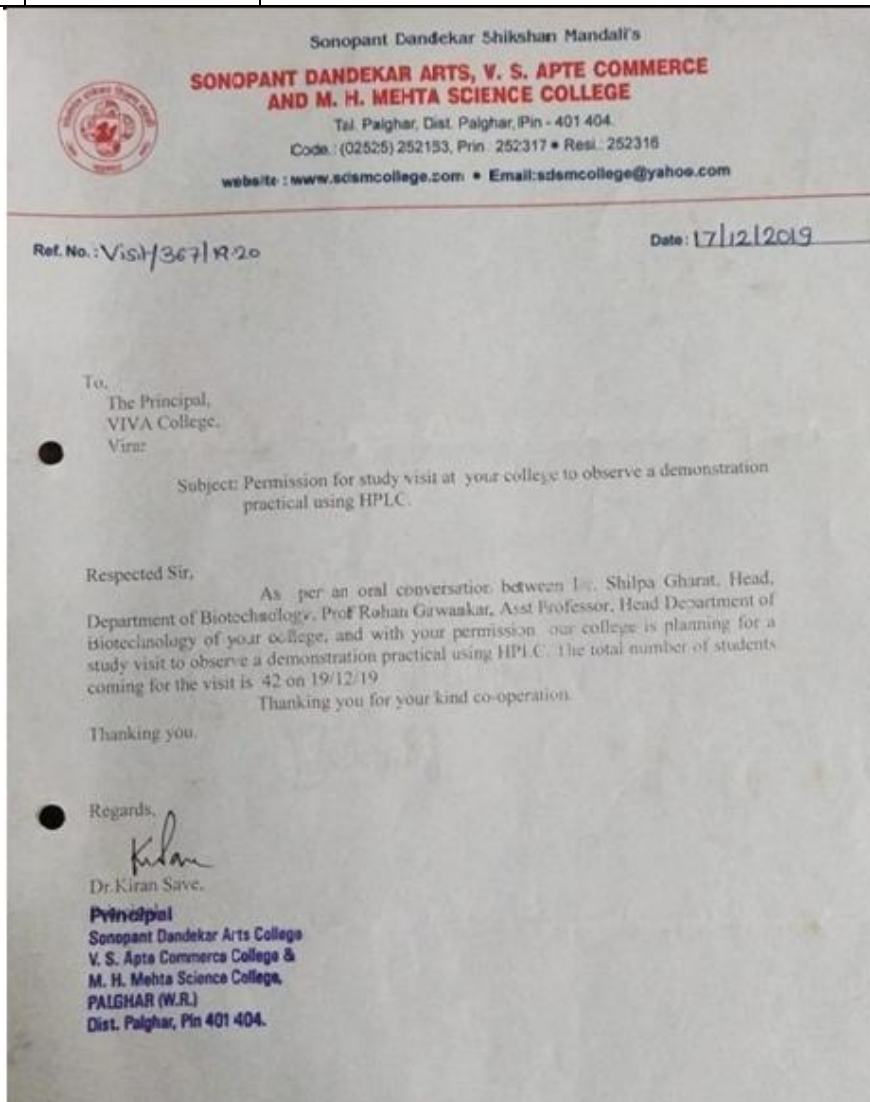 Sonopant Dandekar Shikshan Mandali's
SONOPANT DANDEKAR ARTS, V. S. APTE COMMERCE
AND M. H. MEHTA SCIENCE COLLEGE
Tal. Palghar, Dist. Palghar, Pin - 401 404.
Code.: (02525) 252153, Prin. 252317 • Resi.: 252316
website : www.sdsmcollege.com • Email:sdsmcollege@yahoo.com
Ref. No.: Visit/367/19-20
Date: 17/12/2019
To,
The Principal,
VIVA College,
Virar
Subject: Permission for study visit at your college to observe a demonstration
practical using HPLC.
Respected Sir,
As per an oral conversation between Dr. Shilpa Gharat, Head,
Department of Biotechnology, Prof Rohan Gawankar, Asst Professor, Head Department of
Biotechnology of your college, and with your permission our college is planning for a
study visit to observe a demonstration practical using HPLC. The total number of students
coming for the visit is 42 on 19/12/19
Thanking you for your kind co-operation.
Thanking you.
Regards,
Kiran
Dr.Kiran Save,
Principal
Sonopant Dandekar Arts College
V. S. Apte Commerce College &
M. H. Mehta Science College,
PALGHAR (W.R.)
Dist. Palghar, Pin 401 404.